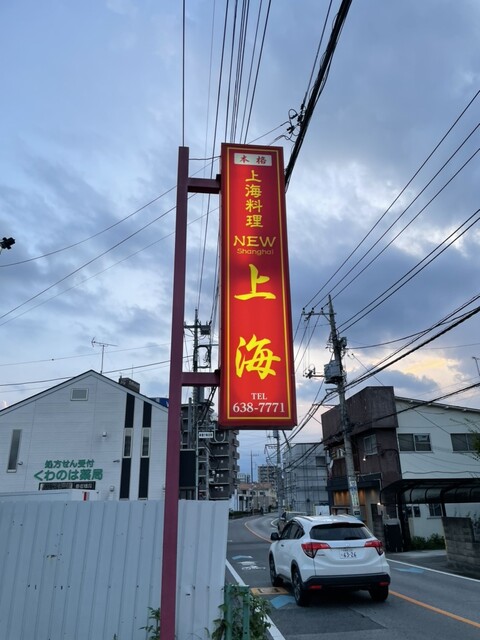 本格
上海料理
NEW
Shanghai
上海
TEL
638-7771
処方せん受付
くわのは薬局